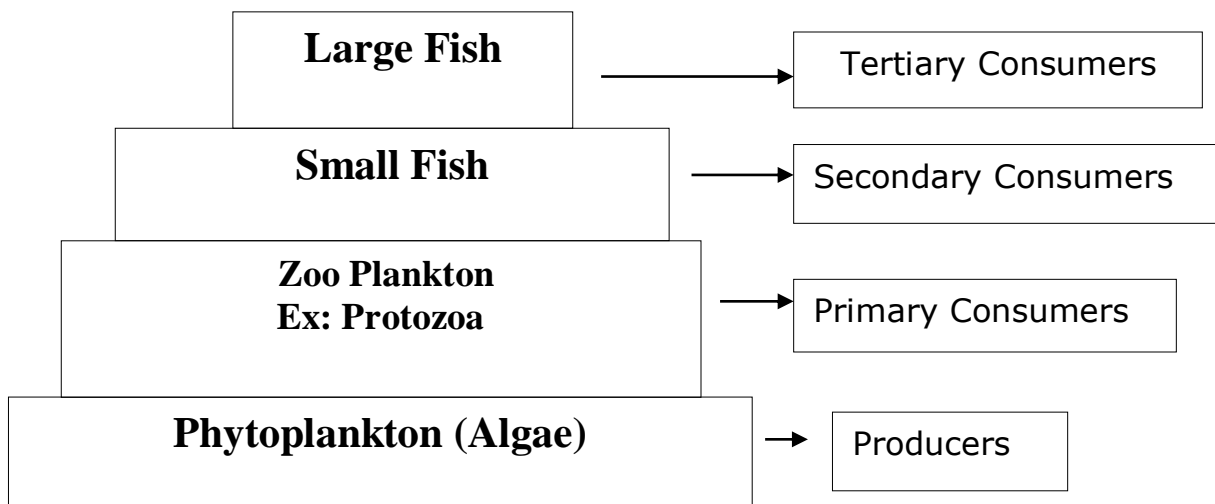 Large Fish
Tertiary Consumers
Small Fish
Secondary Consumers
Zoo Plankton
Ex: Protozoa
Primary Consumers
Phytoplankton (Algae)
Producers